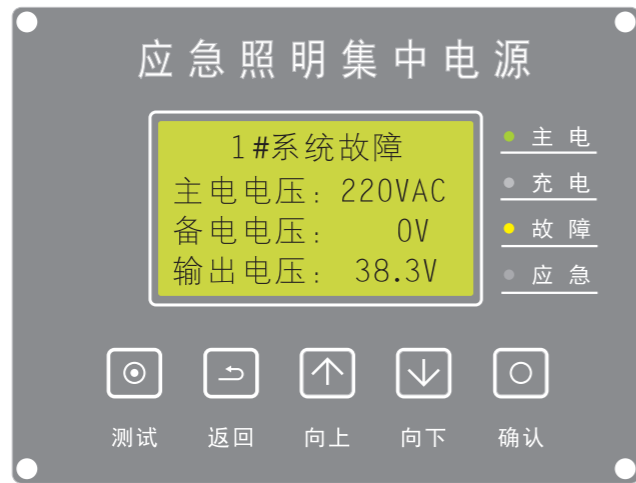 应急照明集中电源
1#系统故障
主电电压: 220VAC
备电电压: 0V
输出电压: 38.3V
主电
充电
故障
应急
测试 返回 向上 向下 确认